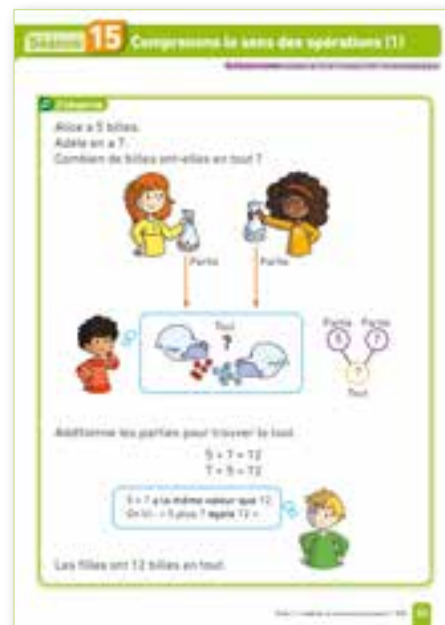 Séance 15 Comprenons le sens des opérations (1)
J'observe
Alice a 5 billes.
Adèle en a 7.
Combien de billes ont-elles en tout ?
Partie
Partie
Tout
?
Partie Partie
5 7
?
Tout
Additionne les parties pour trouver le tout.
5 + 7 = 12
7 + 5 = 12
5 + 7 a la même valeur que 12.
On lit : « 5 plus 7 égale 12 ».
Les filles ont 12 billes en tout.